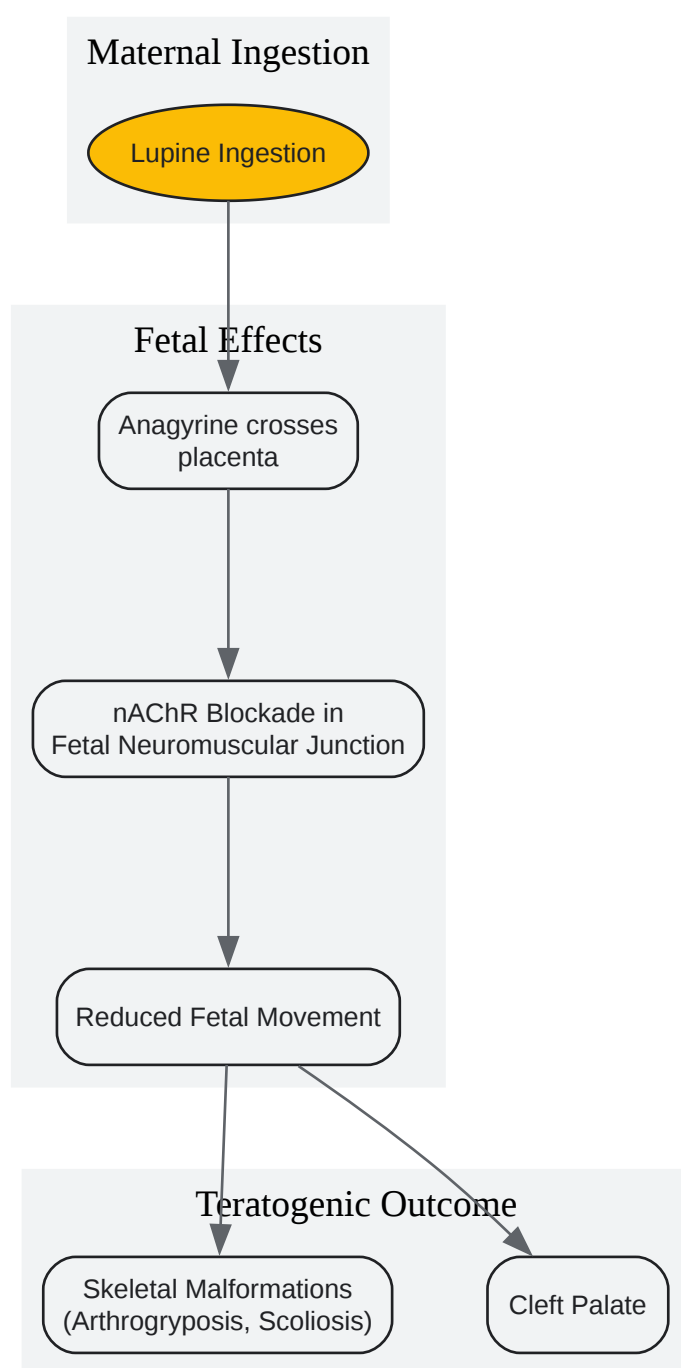 Maternal Ingestion
Lupine Ingestion
Fetal Effects
Anagyrine crosses
placenta
nAChR Blockade in
Fetal Neuromuscular Junction
Reduced Fetal Movement
Teratogenic Outcome
Skeletal Malformations
(Arthrogryposis, Scoliosis)
Cleft Palate